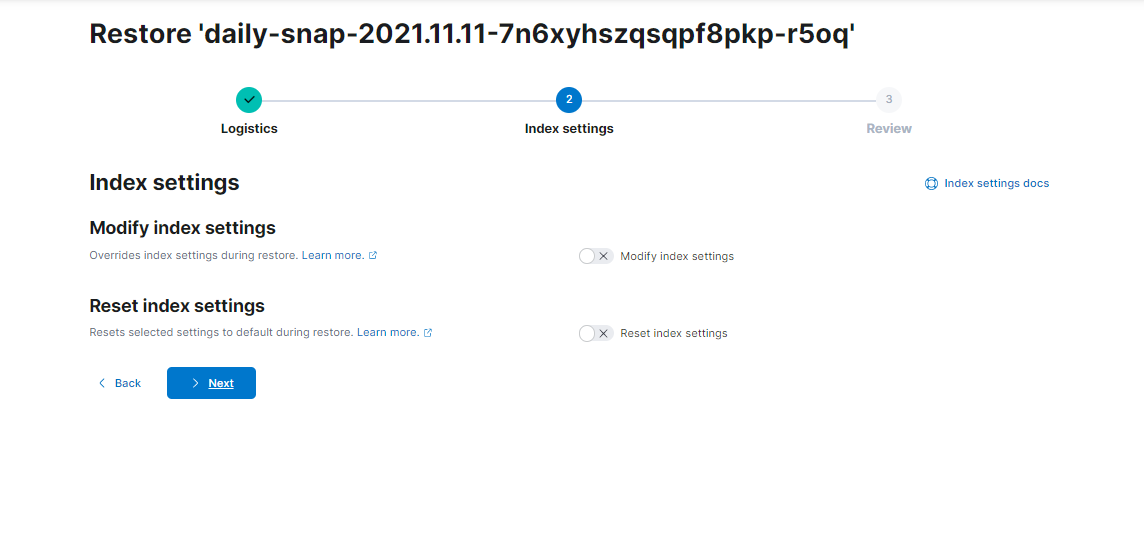 Restore 'daily-snap-2021.11.11-7n6xyhszqsqpf8pkp-r5oq'
2
3
Logistics
Index settings
Review
Index settings
Index settings docs
Modify index settings
Overrides index settings during restore. Learn more.
Modify index settings
Reset index settings
Resets selected settings to default during restore. Learn more.
Reset index settings
Back
Next